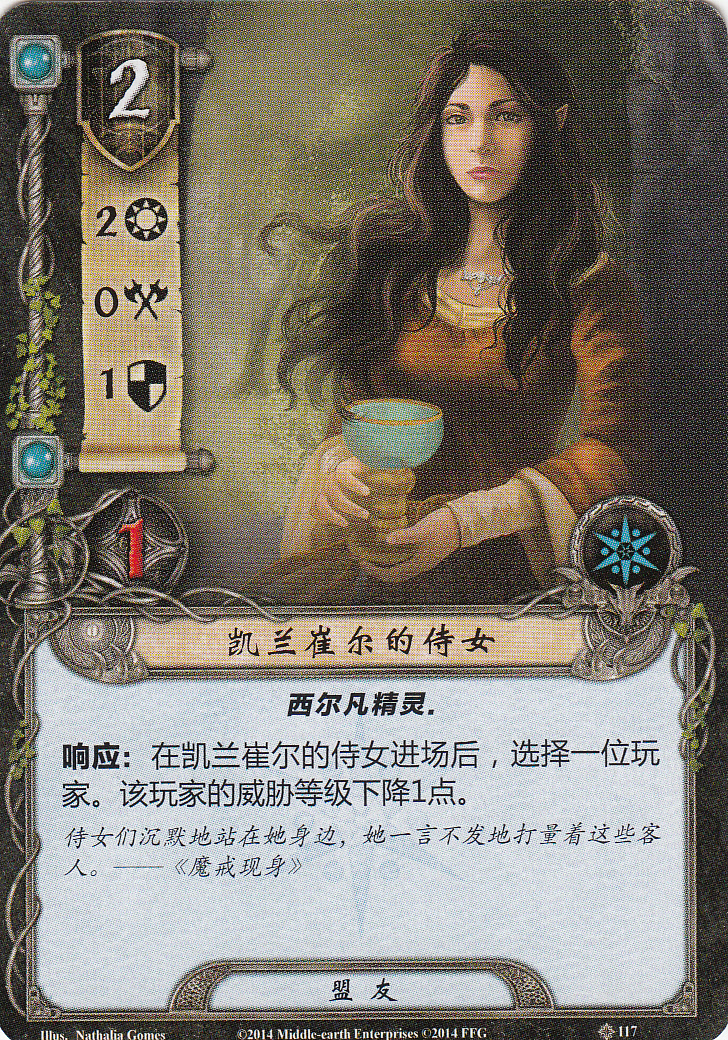 2
2
0
1
1
凯兰崔尔的侍女
西尔凡精灵.
响应：在凯兰崔尔的侍女进场后，选择一位玩
家。该玩家的威胁等级下降1点。
侍女们沉默地站在她身边，她一言不发地打量着这些客
人。——《魔戒现身》
盟友
Illus. Nathalia Gomes ©2014 Middle-earth Enterprises ©2014 FFG 117